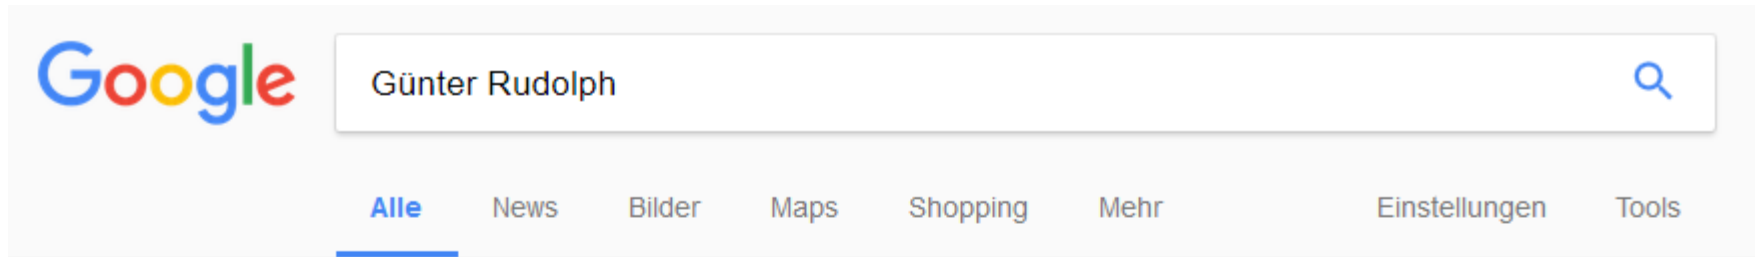 Google Günter Rudolph
Alle News Bilder Maps Shopping Mehr Einstellungen Tools